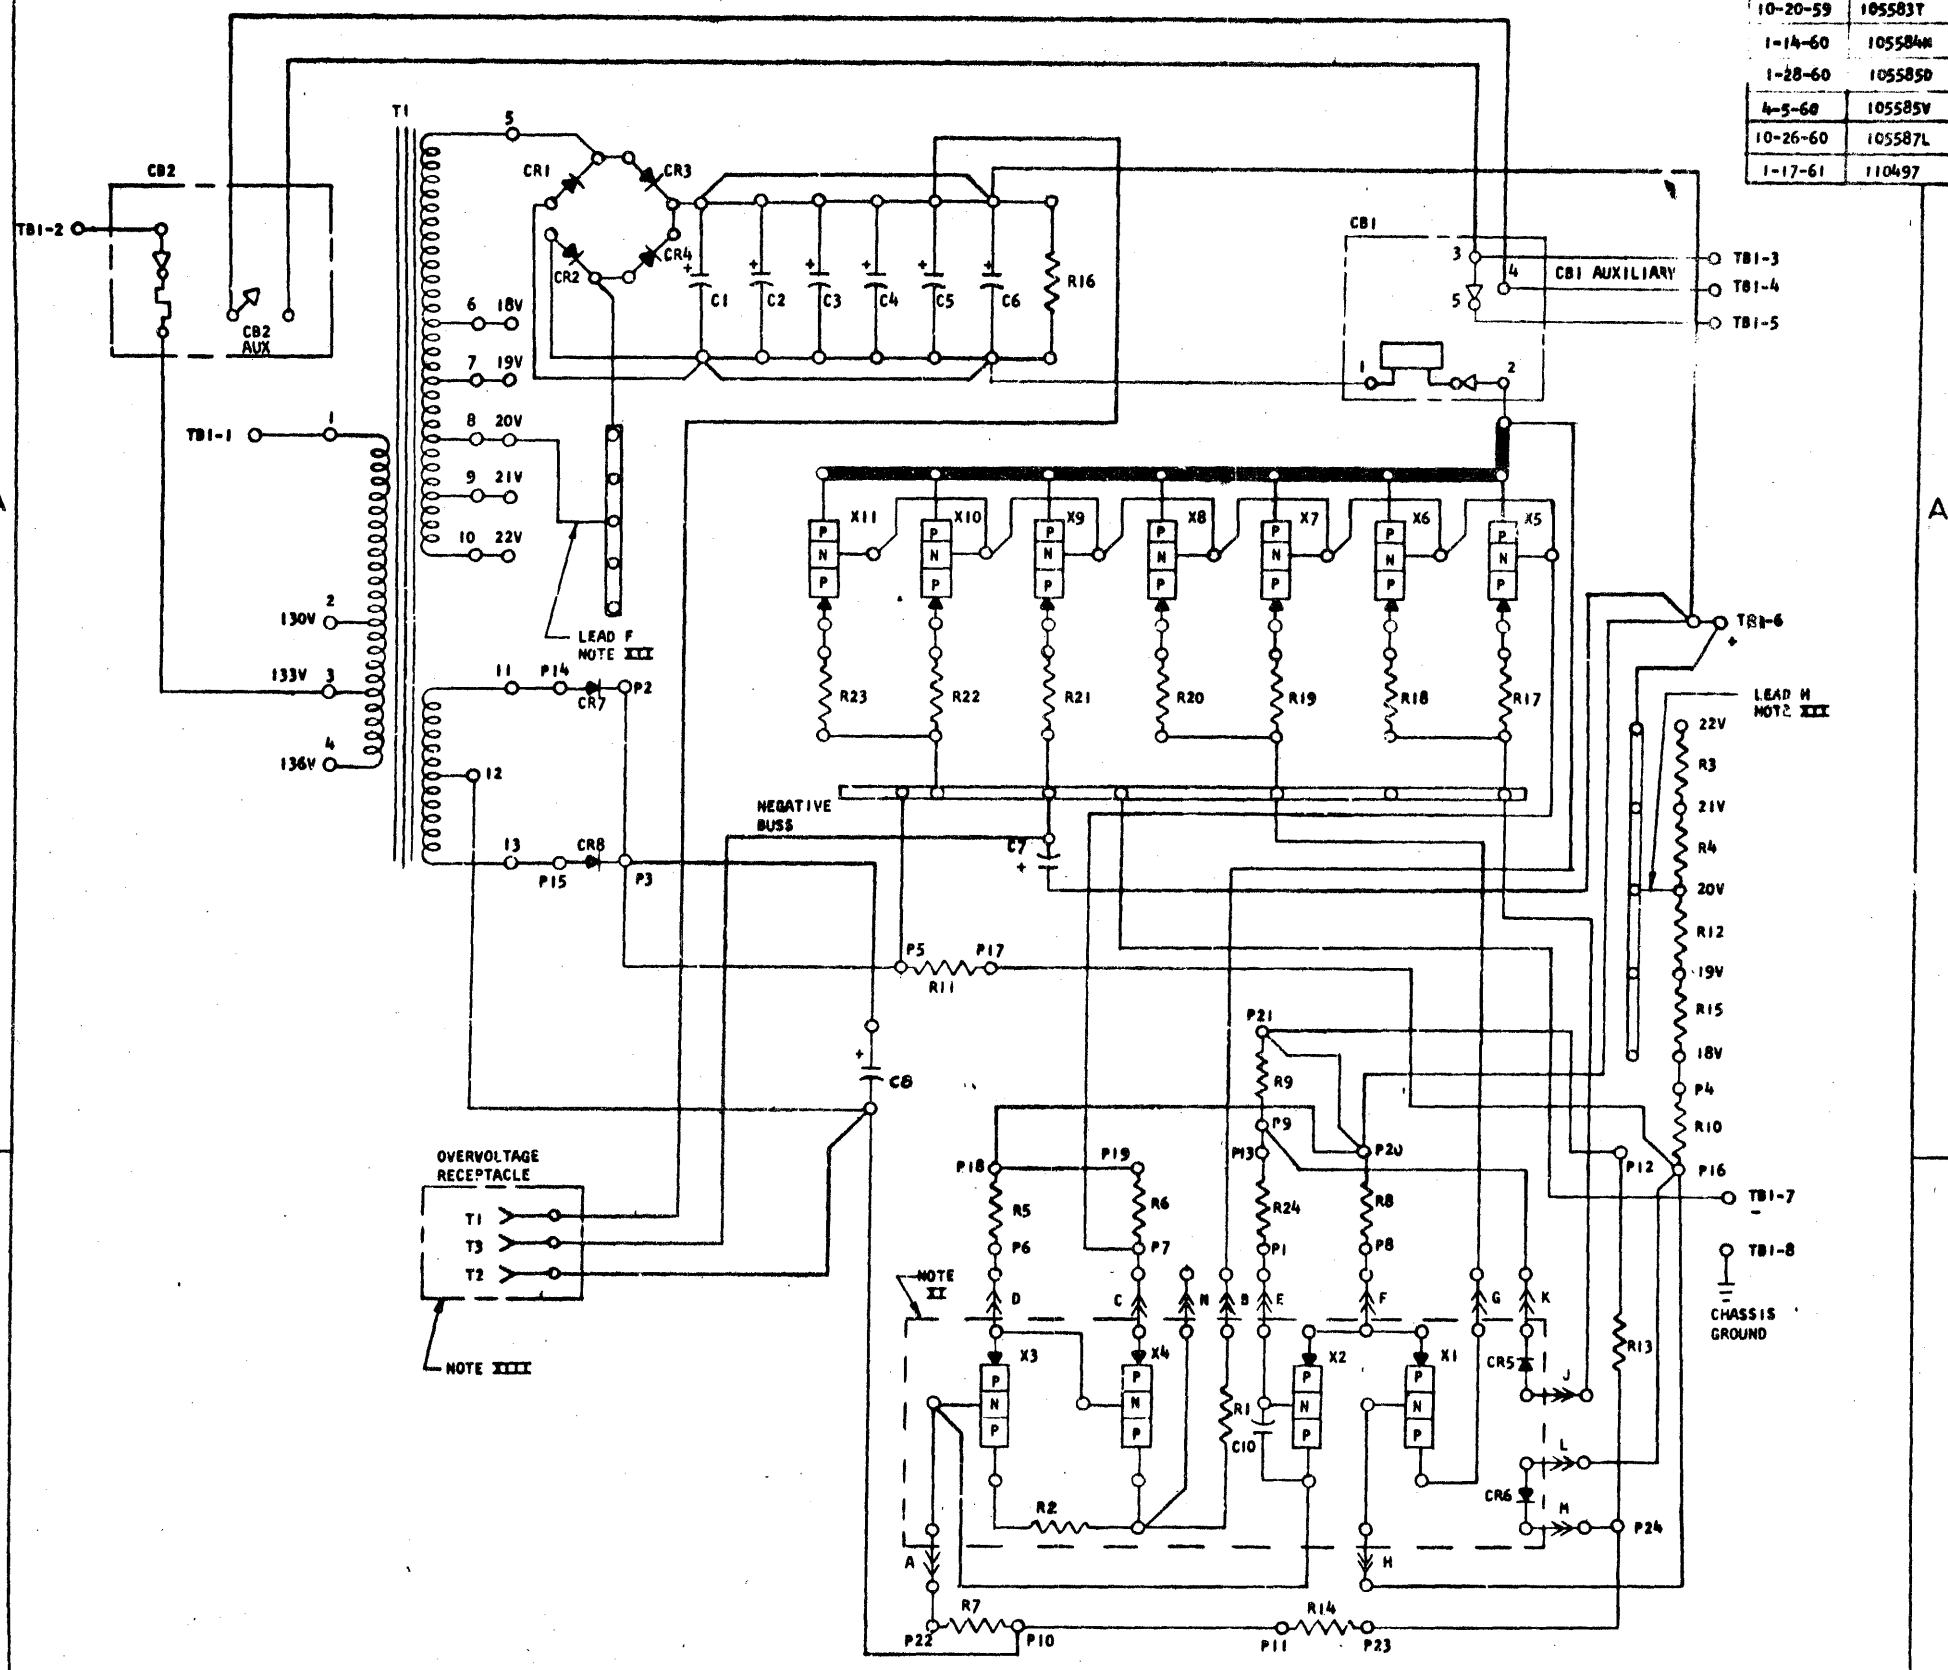 10-20-59 105583T
1-14-60 105584M
1-28-60 105585D
4-5-60 105585V
10-26-60 105587L
1-17-61 110497
T1
5
CB2
CR1
CR3
TB1-2
CR2
CR4
+ + + + + +
C1 C2 C3 C4 C5 C6
R16
CB1
3
4
CB1 AUXILIARY
TB1-3
TB1-4
5
TB1-5
CB2
AUX
6 18V
7 19V
1
2
TB1-1
1
8 20V
9 21V
10 22V
A
A
X11 X10 X9 X8 X7 X6 X5
P P P P P P P
N N N N N N N
P P P P P P P
2
130V
LEAD F
NOTE XII
TB1-6
+
133V 3
11 P14
CR7
P2
R23 R22 R21 R20 R19 R18 R17
LEAD H
NOTE XII
22V
R3
4
136V
12
21V
NEGATIVE
BUSS
C7
+
R4
13
CR8
P15
P3
20V
R12
P5 P17
R11
19V
R15
P21
18V
+
C8
R9
P4
R10
P9
P13
P20
P12
P16
OVERVOLTAGE
RECEPTACLE
P18 P19
T1
T3
T2
R5 R6 R24 R8
TB1-7
-
P6 P7 P1 P8
TB1-8
NOTE
XI
D C N B E F G K
CHASSIS
GROUND
R13
NOTE XIII
X3 X4 X2 X1
CR5
J
P P P P
N N N N
P P P P
R1
C10
L
CR6
M
P24
R2
A
H
R7
R14
P22 P10 P11 P23